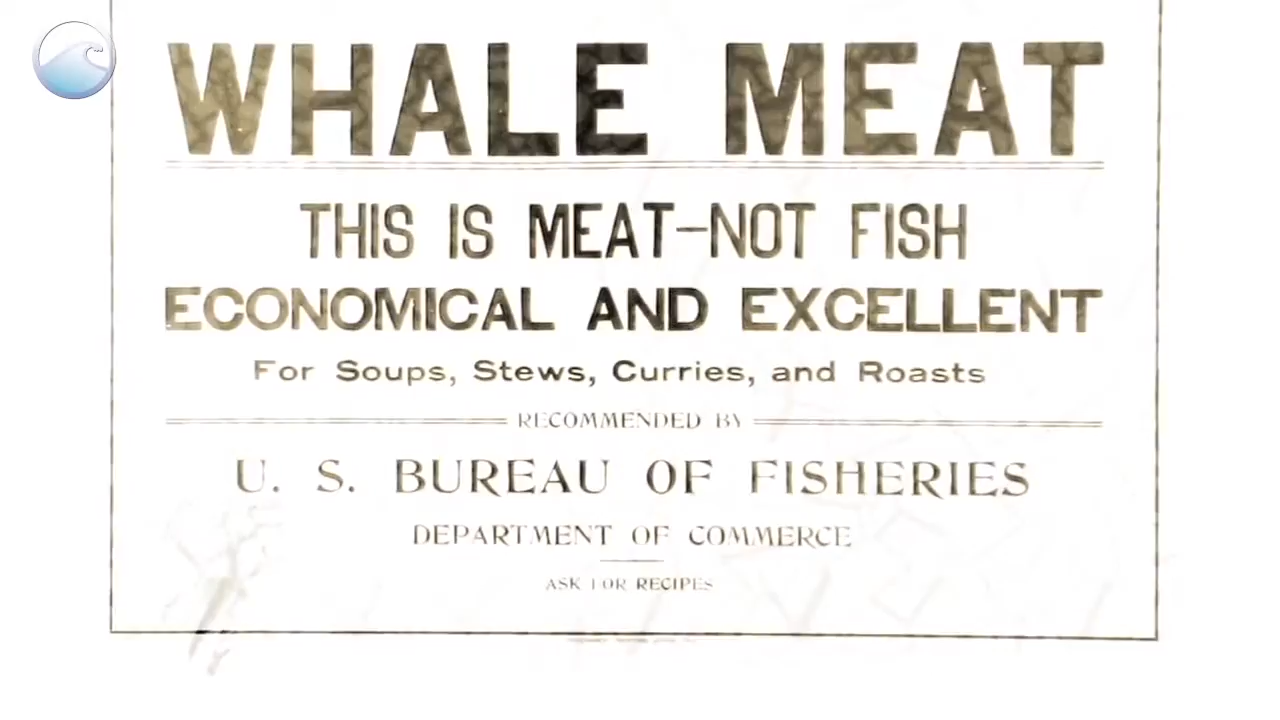 WHALE MEAT
THIS IS MEAT—NOT FISH
ECONOMICAL AND EXCELLENT
For Soups, Stews, Curries, and Roasts
RECOMMENDED BY
U. S. BUREAU OF FISHERIES
DEPARTMENT OF COMMERCE
ASK FOR RECIPES